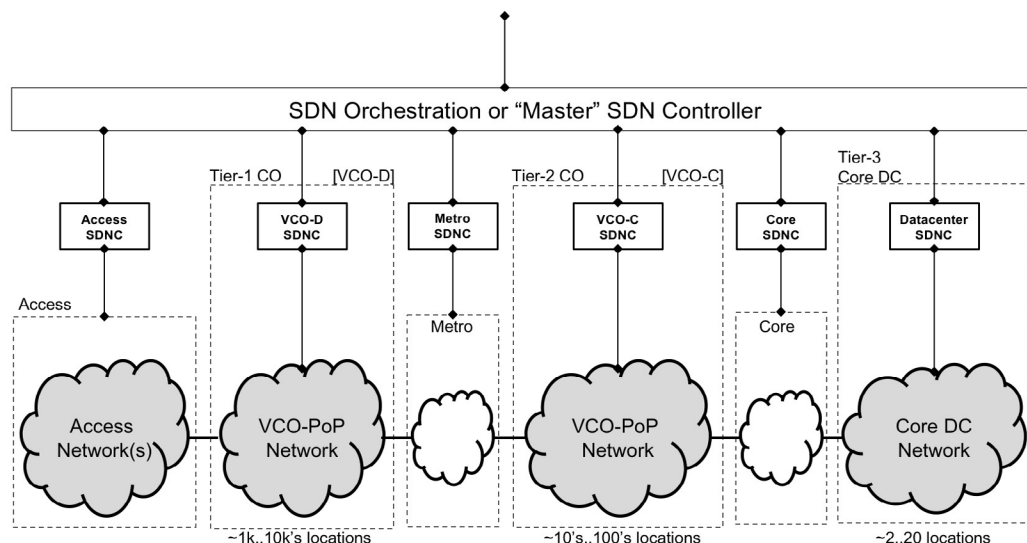 SDN Orchestration or “Master” SDN Controller
Tier-1 CO [VCO-D]
Tier-2 CO [VCO-C]
Tier-3
Core DC
Access
SDNC
VCO-D
SDNC
Metro
SDNC
VCO-C
SDNC
Core
SDNC
Datacenter
SDNC
Access
Metro
Core
Access
Network(s)
VCO-PoP
Network
VCO-PoP
Network
Core DC
Network
~1k..10k’s locations
~10’s..100’s locations
~2..20 locations